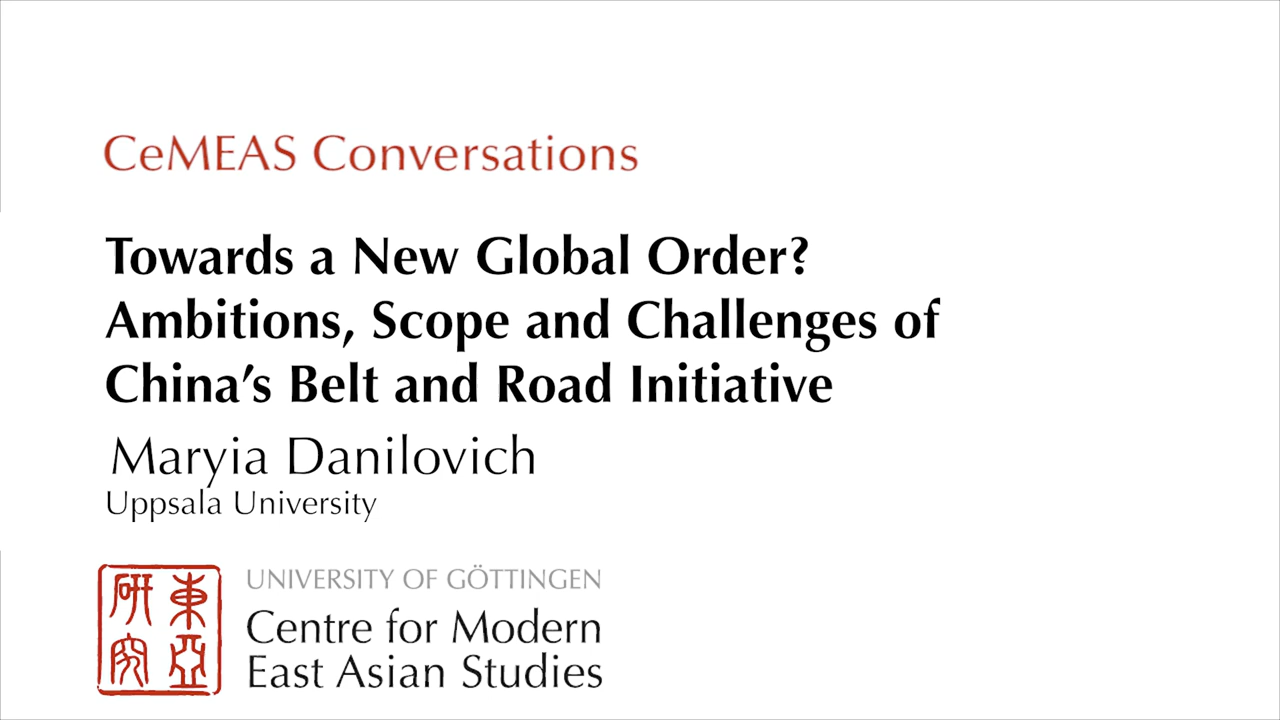 CeMEAS Conversations
Towards a New Global Order?
Ambitions, Scope and Challenges of
China’s Belt and Road Initiative
Maryia Danilovich
Uppsala University
東亞
研究
UNIVERSITY OF GÖTTINGEN
Centre for Modern
East Asian Studies